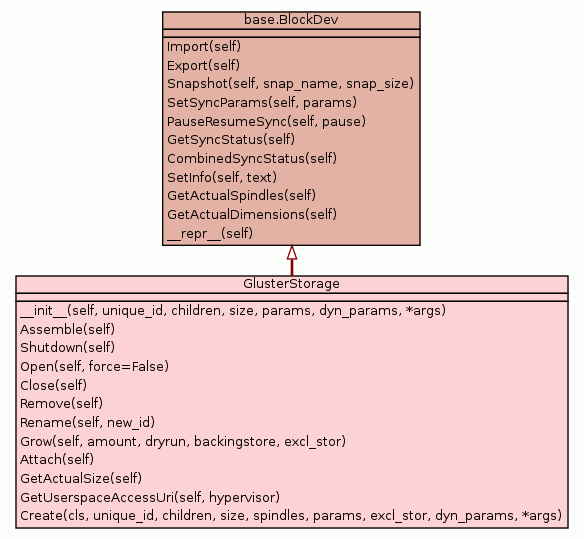 base.BlockDev
Import(self)
Export(self)
Snapshot(self, snap_name, snap_size)
SetSyncParams(self, params)
PauseResumeSync(self, pause)
GetSyncStatus(self)
CombinedSyncStatus(self)
SetInfo(self, text)
GetActualSpindles(self)
GetActualDimensions(self)
__repr__(self)
GlusterStorage
__init__(self, unique_id, children, size, params, dyn_params, *args)
Assemble(self)
Shutdown(self)
Open(self, force=False)
Close(self)
Remove(self)
Rename(self, new_id)
Grow(self, amount, dryrun, backingstore, excl_stor)
Attach(self)
GetActualSize(self)
GetUserspaceAccessUri(self, hypervisor)
Create(cls, unique_id, children, size, spindles, params, excl_stor, dyn_params, *args)